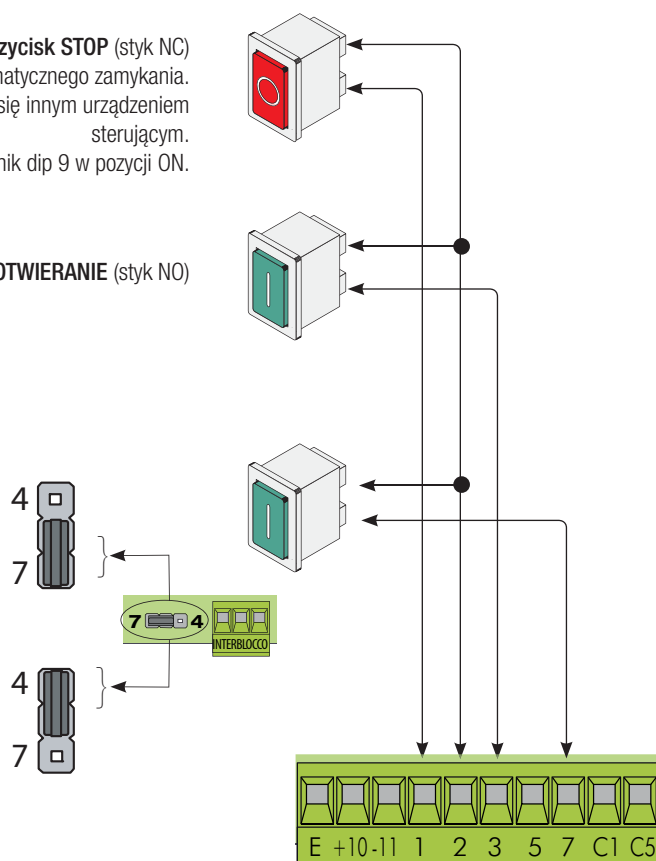 zycisk STOP (styk NC)
matycznego zamykania.
się innym urządzeniem
sterującym.
nik dip 9 w pozycji ON.
OTWIERANIE (styk NO)
4
7
7 4
INTERBLOCCO
4
7
E +10 -11 1 2 3 5 7 C1 C5